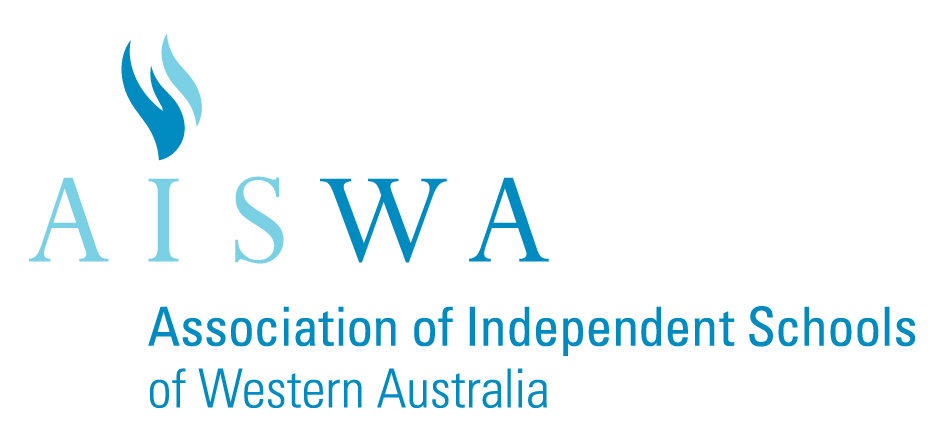 AISWA
Association of Independent Schools
of Western Australia